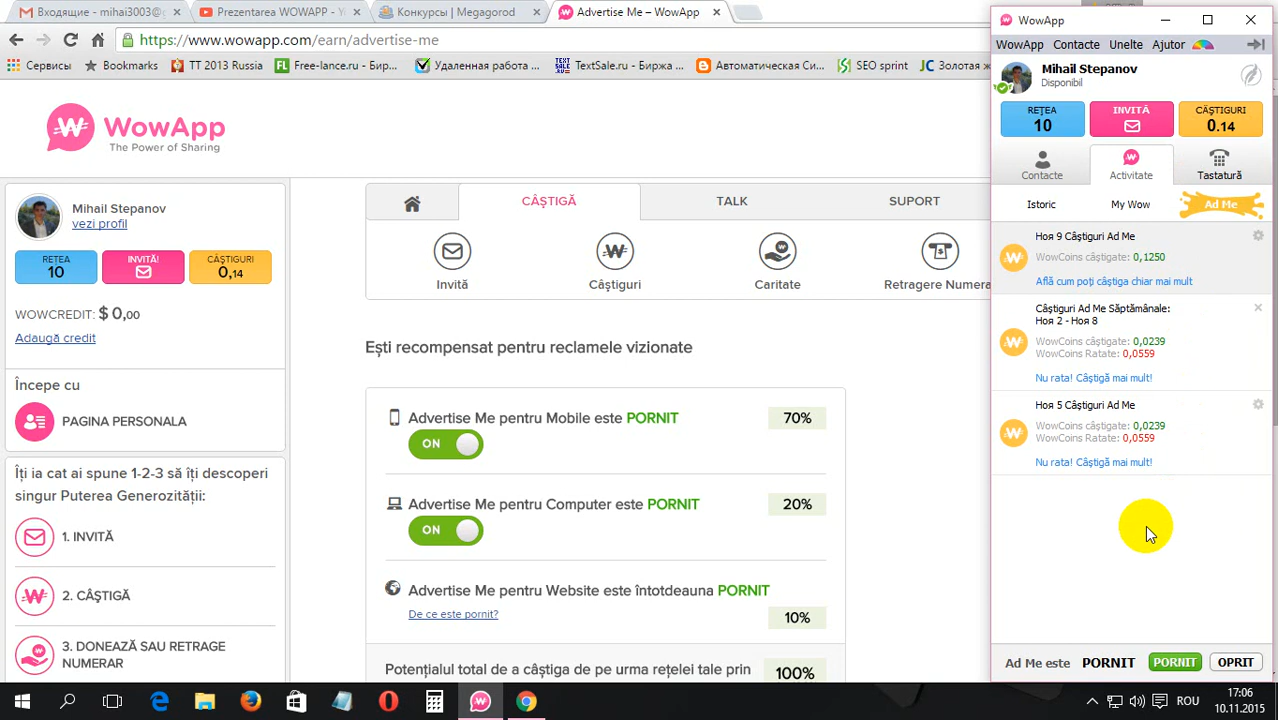 Входящие - mihai3003@g
Prezentarea WOWAPP - Y
Конкурсы | Megagorod
Advertise Me – WowApp
https://www.wowapp.com/earn/advertise-me
Сервисы
Bookmarks
TT 2013 Russia
Free-lance.ru - Бир...
Удаленная работа ...
TextSale.ru - Биржа ...
Автоматическая Си...
SEO sprint
Золотая ж
WowApp
The Power of Sharing
Mihail Stepanov
vezi profil
REȚEA
10
INVITĂ!
CÂȘTIGURI
0,14
WOWCREDIT: $ 0,00
Adaugă credit
Începe cu
PAGINA PERSONALA
Îți ia cat ai spune 1-2-3 să îți descoperi
singur Puterea Generozității:
1. INVITĂ
2. CÂȘTIGĂ
3. DONEAZĂ SAU RETRAGE
NUMERAR
CÂȘTIGĂ
TALK
SUPORT
Invită
Câștiguri
Caritate
Retragere Numera
Ești recompensat pentru reclamele vizionate
Advertise Me pentru Mobile este PORNIT
70%
ON
Advertise Me pentru Computer este PORNIT
20%
ON
Advertise Me pentru Website este întotdeauna PORNIT
De ce este pornit?
10%
Potențialul total de a câștiga de pe urma rețelei tale prin
100%
WowApp
WowApp Contacte Unelte Ajutor
Mihail Stepanov
Disponibil
REȚEA
10
INVITĂ
CÂȘTIGURI
0.14
Contacte
Activitate
Tastatură
Istoric
My Wow
Ad Me
Ноя 9 Câștiguri Ad Me
WowCoins câștigate: 0,1250
Află cum poți câștiga chiar mai mult
Câștiguri Ad Me Săptămânale:
Ноя 2 - Ноя 8
WowCoins câștigate: 0,0239
WowCoins Ratate: 0,0559
Nu rata! Câștigă mai mult!
Ноя 5 Câștiguri Ad Me
WowCoins câștigate: 0,0239
WowCoins Ratate: 0,0559
Nu rata! Câștigă mai mult!
Ad Me este PORNIT
PORNIT
OPRIT
ROU
17:06
10.11.2015